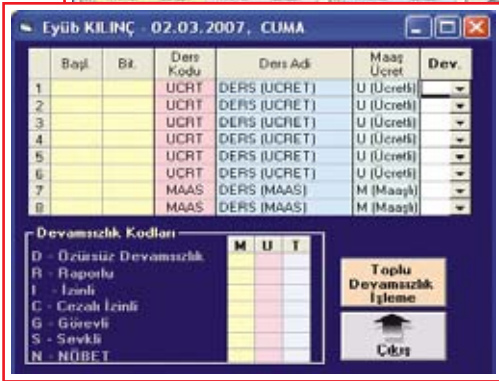 Eyüb KILINÇ - 02.03.2007, CUMA
Başl. Bit. Ders Kodu Ders Adi Maaş Ücret Dev.
1 UCRT DERS (UCRET) U (Ücretli)
2 UCRT DERS (UCRET) U (Ücretli)
3 UCRT DERS (UCRET) U (Ücretli)
4 UCRT DERS (UCRET) U (Ücretli)
5 UCRT DERS (UCRET) U (Ücretli)
6 UCRT DERS (UCRET) U (Ücretli)
7 MAAS DERS (MAAS) M (Maaşlı)
8 MAAS DERS (MAAS) M (Maaşlı)
Devamsızlık Kodları
M U T
D - Özürsüz Devamsızlık
R - Raporlu
I - İzinli
C - Cezalı İzinli
G - Görevli
S - Sevkli
N - NÖBET
Toplu
Devamsızlık
İşleme
Çıkış